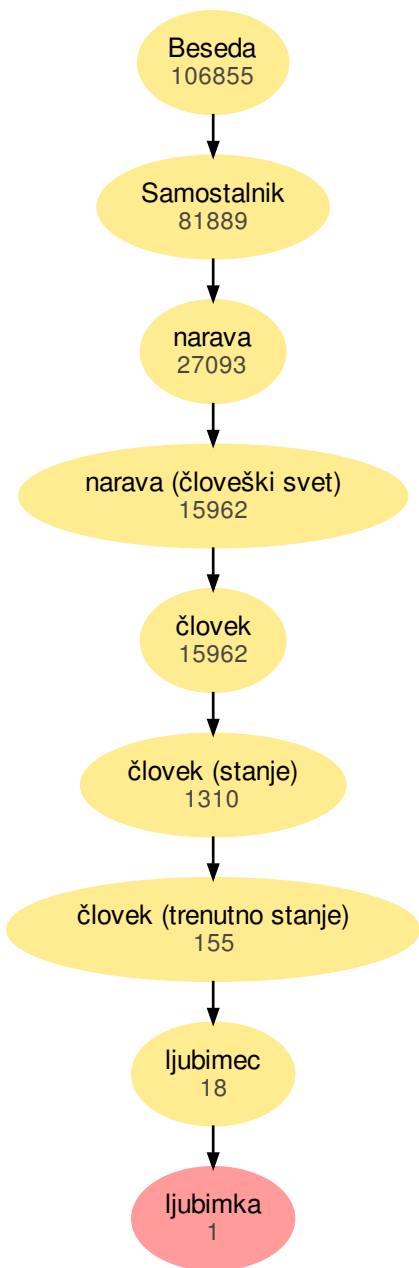 Beseda
106855
Samostalnik
81889
narava
27093
narava (človeški svet)
15962
človek
15962
človek (stanje)
1310
človek (trenutno stanje)
155
ljubimec
18
ljubimka
1